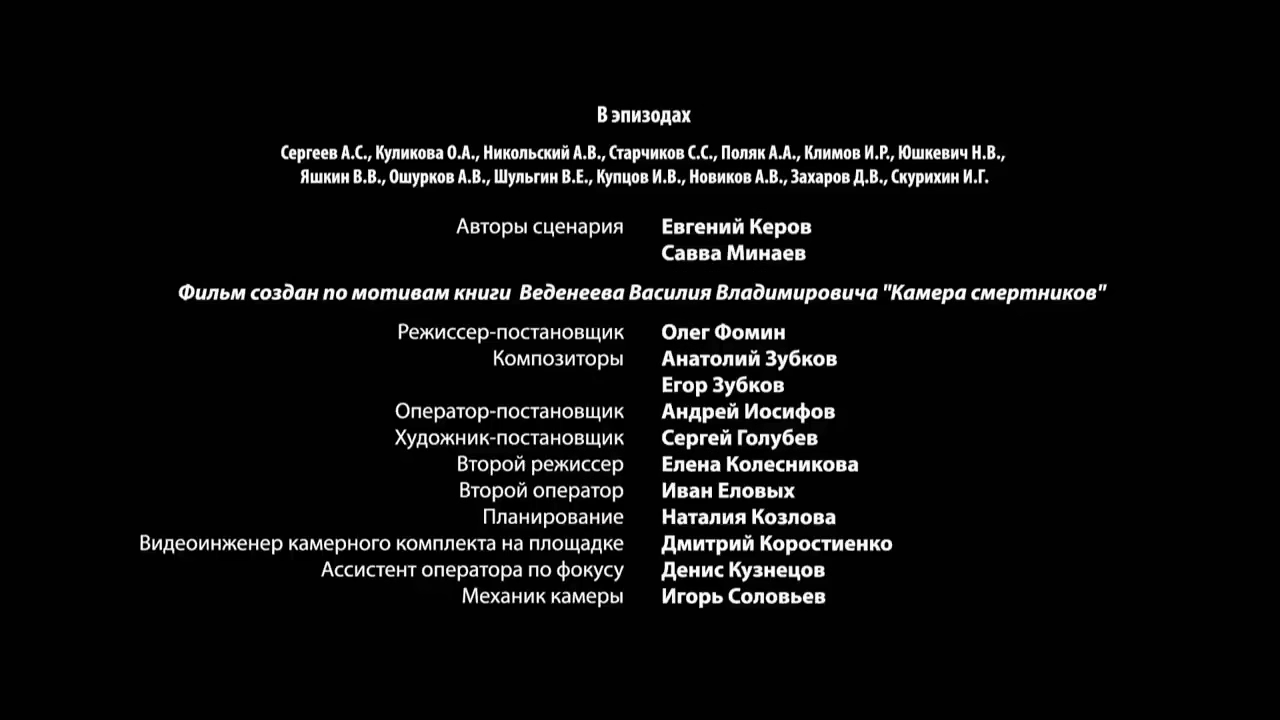 В эпизодах
Сергеев А.С., Куликова О.А., Никольский А.В., Старчиков С.С., Поляк А.А., Климов И.Р., Юшкевич Н.В.,
Яшкин В.В., Ошурков А.В., Шульгин В.Е., Купцов И.В., Новиков А.В., Захаров Д.В., Скурихин И.Г.
Авторы сценария Евгений Керов
Савва Минаев
Фильм создан по мотивам книги Веденеева Василия Владимировича "Камера смертников"
Режиссер-постановщик Олег Фомин
Композиторы Анатолий Зубков
Егор Зубков
Оператор-постановщик Андрей Иосифов
Художник-постановщик Сергей Голубев
Второй режиссер Елена Колесникова
Второй оператор Иван Еловых
Планирование Наталия Козлова
Видеоинженер камерного комплекта на площадке Дмитрий Коростиенко
Ассистент оператора по фокусу Денис Кузнецов
Механик камеры Игорь Соловьев